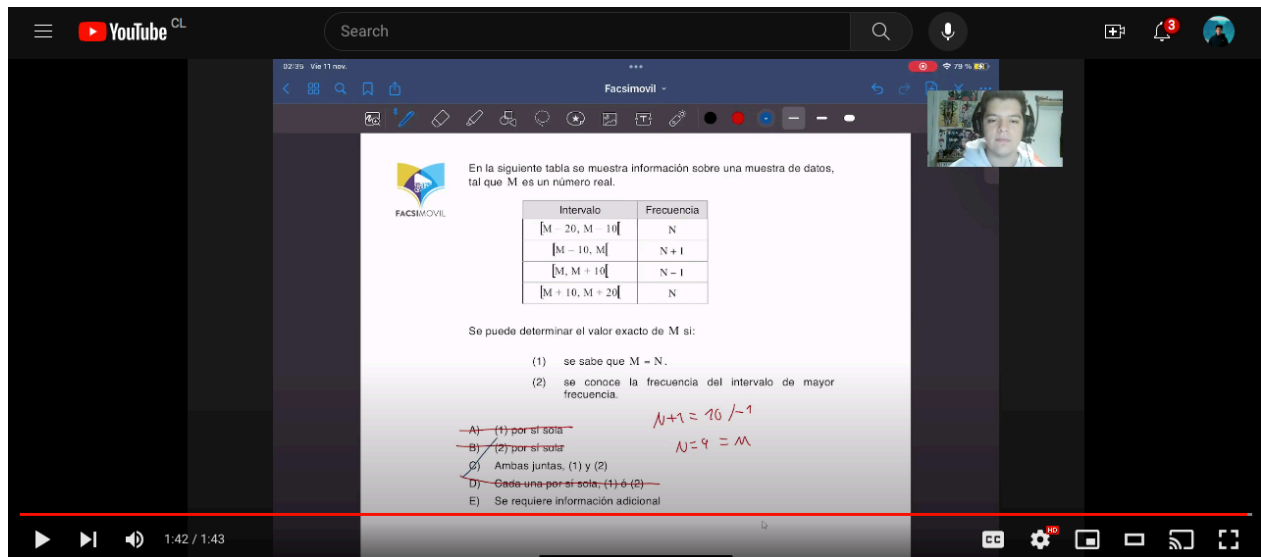 YouTube CL
Search
3
02:35 Vie 11 nov.
79 %
Facsimovil
T
En la siguiente tabla se muestra información sobre una muestra de datos,
tal que M es un número real.
FACSIMOVIL
Intervalo Frecuencia
[M – 20, M – 10[ N
[M – 10, M[ N + 1
[M, M + 10[ N – 1
[M + 10, M + 20[ N
Se puede determinar el valor exacto de M si:
(1) se sabe que M = N.
(2) se conoce la frecuencia del intervalo de mayor
frecuencia.
N+1 = 10 /-1
N=9 = M
A) (1) por sí sola
B) (2) por sí sola
C) Ambas juntas, (1) y (2)
D) Cada una por sí sola, (1) ó (2)
E) Se requiere información adicional
1:42 / 1:43
CC
HD